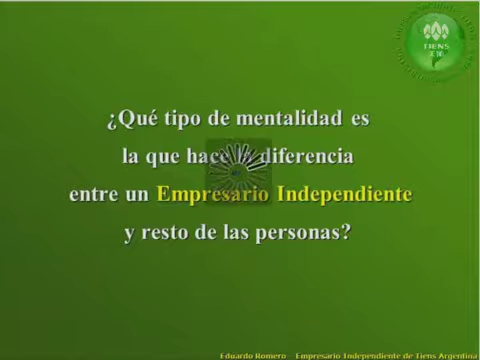 TIENS
¿Qué tipo de mentalidad es
la que hace la diferencia
entre un Empresario Independiente
y resto de las personas?
Eduardo Romero - Empresario Independiente de Tiens Argentina